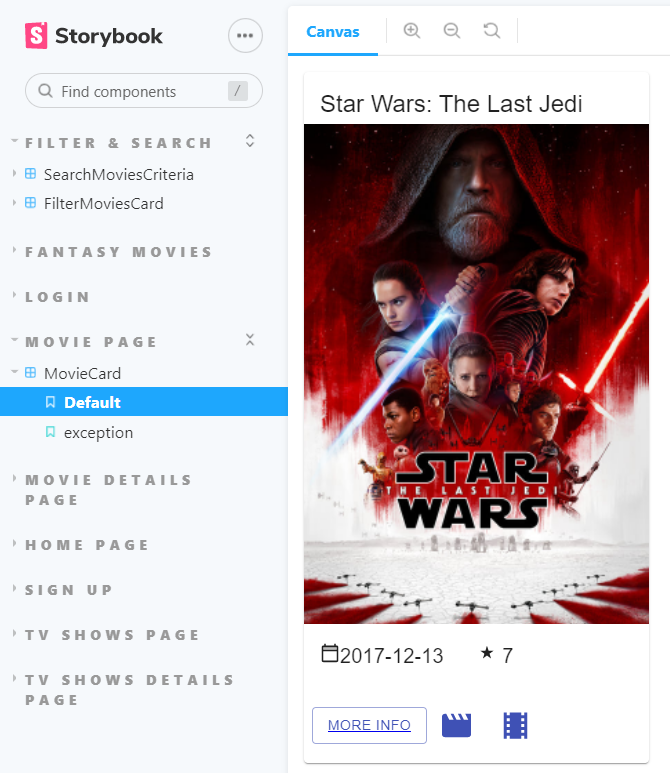 Storybook
Find components
/
FILTER & SEARCH
SearchMoviesCriteria
FilterMoviesCard
FANTASY MOVIES
LOGIN
MOVIE PAGE
MovieCard
Default
exception
MOVIE DETAILS
PAGE
HOME PAGE
SIGN UP
TV SHOWS PAGE
TV SHOWS DETAILS
PAGE
Canvas
Star Wars: The Last Jedi
STAR
THE LAST JEDI
WARS
2017-12-13
★ 7
MORE INFO